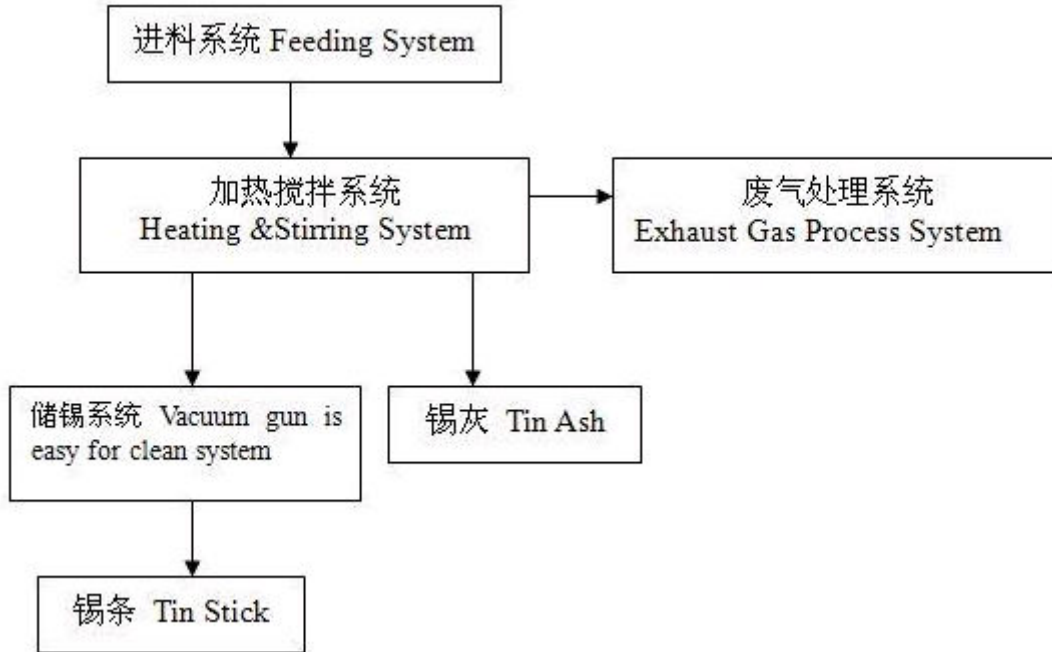 进料系统 Feeding System
加热搅拌系统
Heating &Stirring System
废气处理系统
Exhaust Gas Process System
储锡系统 Vacuum gun is
easy for clean system
锡灰 Tin Ash
锡条 Tin Stick